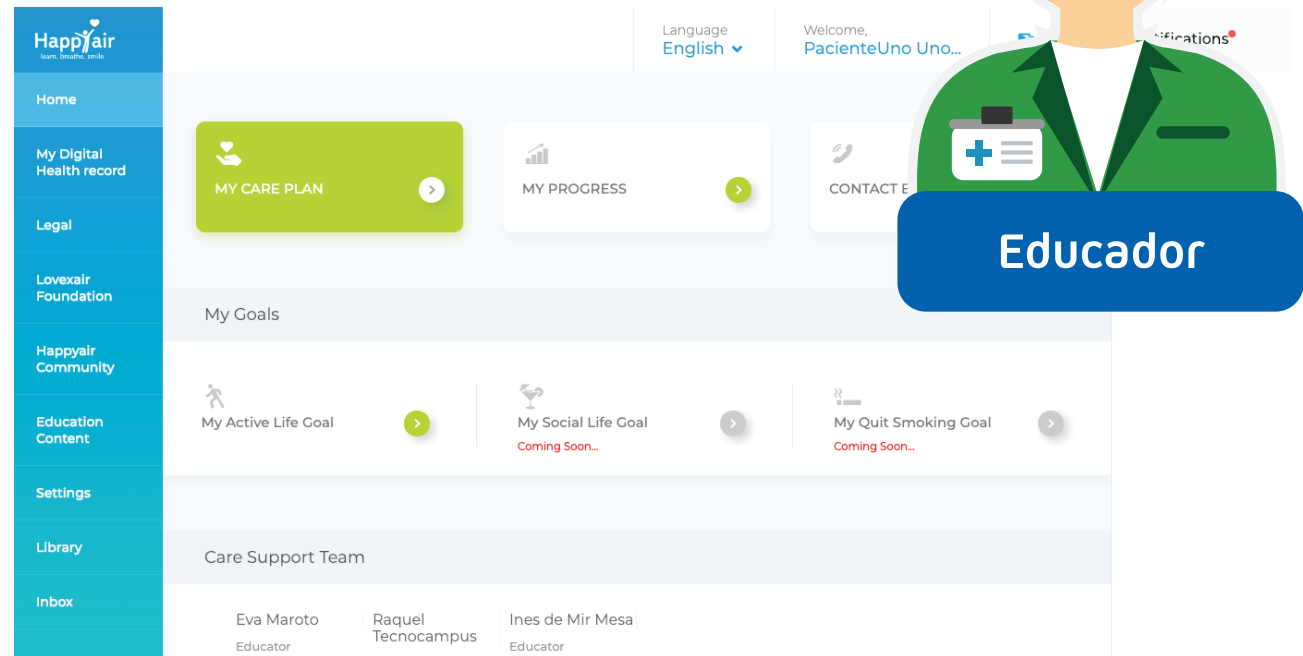 Happyair
learn. breathe. smile
Language
English
Welcome,
PacienteUno Uno...
Home
My Digital
Health record
Legal
Lovexair
Foundation
Happyair
Community
Education
Content
Settings
Library
Inbox
MY CARE PLAN
MY PROGRESS
CONTACT
Educador
My Goals
My Active Life Goal
My Social Life Goal
Coming Soon...
My Quit Smoking Goal
Coming Soon...
Care Support Team
Eva Maroto
Educator
Raquel
Tecnocampus
Ines de Mir Mesa
Educator